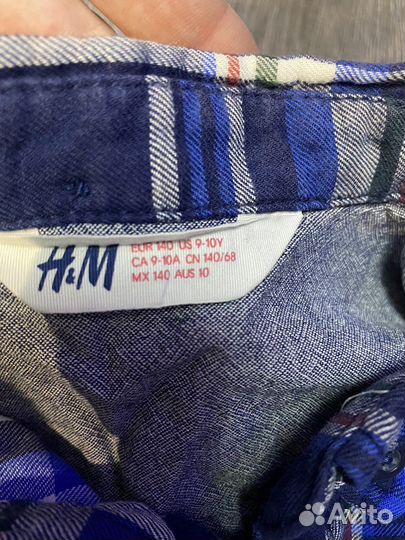 H&M
EUR 140 US 9-10Y
CA 9-10A CN 140/68
MX 140 AUS 10
Avito